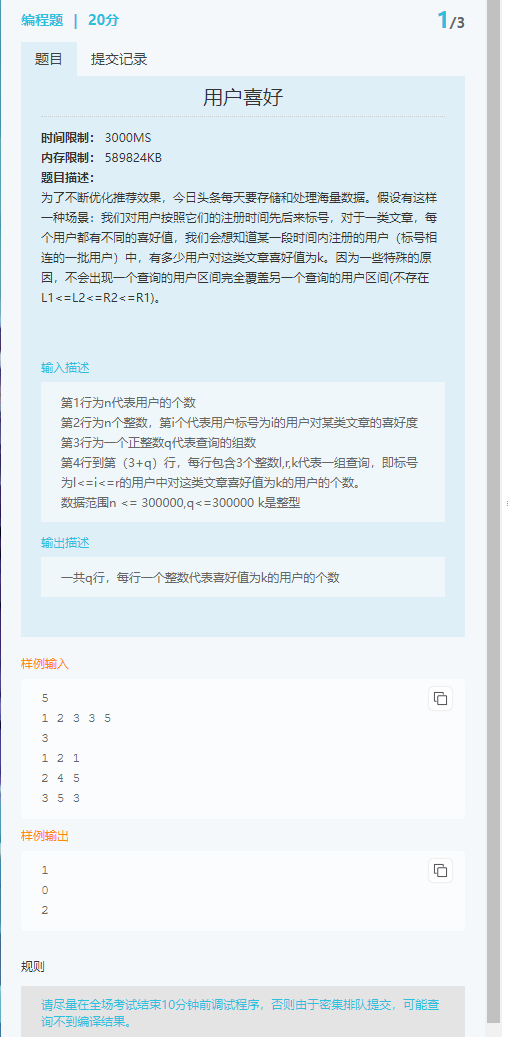 编程题 | 20分
1/3
题目 提交记录
用户喜好
时间限制： 3000MS
内存限制： 589824KB
题目描述：
为了不断优化推荐效果，今日头条每天要存储和处理海量数据。假设有这样
一种场景：我们对用户按照它们的注册时间先后来标号，对于一类文章，每
个用户都有不同的喜好值，我们会想知道某一段时间内注册的用户（标号相
连的一批用户）中，有多少用户对这类文章喜好值为k。因为一些特殊的原
因，不会出现一个查询的用户区间完全覆盖另一个查询的用户区间(不存在
L1<=L2<=R2<=R1)。
输入描述
第1行为n代表用户的个数
第2行为n个整数，第i个代表用户标号为i的用户对某类文章的喜好度
第3行为一个正整数q代表查询的组数
第4行到第（3+q）行，每行包含3个整数l,r,k代表一组查询，即标号
为l<=i<=r的用户中对这类文章喜好值为k的用户的个数。
数据范围n <= 300000,q<=300000 k是整型
输出描述
一共q行，每行一个整数代表喜好值为k的用户的个数
样例输入
5
1 2 3 3 5
3
1 2 1
2 4 5
3 5 3
样例输出
1
0
2
规则
请尽量在全场考试结束10分钟前调试程序，否则由于密集排队提交，可能查
询不到编译结果。